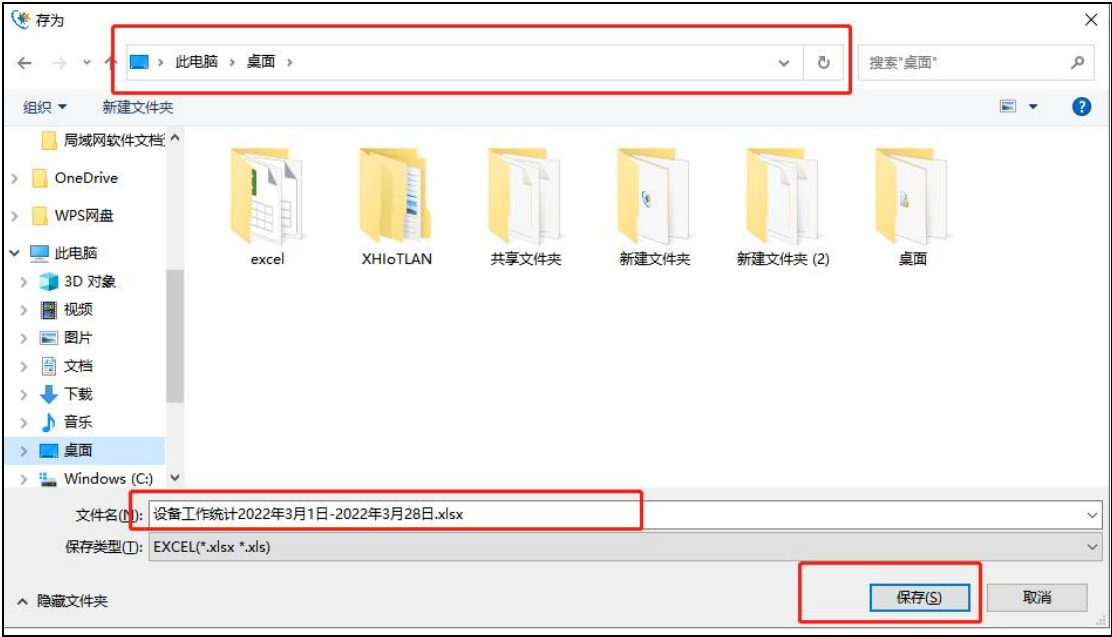 存为
此电脑 › 桌面 ›
搜索"桌面"
组织
新建文件夹
局域网软件文档
OneDrive
WPS网盘
此电脑
3D 对象
视频
图片
文档
下载
音乐
桌面
Windows (C:)
excel
XHIoTLAN
共享文件夹
新建文件夹
新建文件夹 (2)
桌面
文件名(N): 设备工作统计2022年3月1日-2022年3月28日.xlsx
保存类型(T): EXCEL(*.xlsx *.xls)
隐藏文件夹
保存(S)
取消